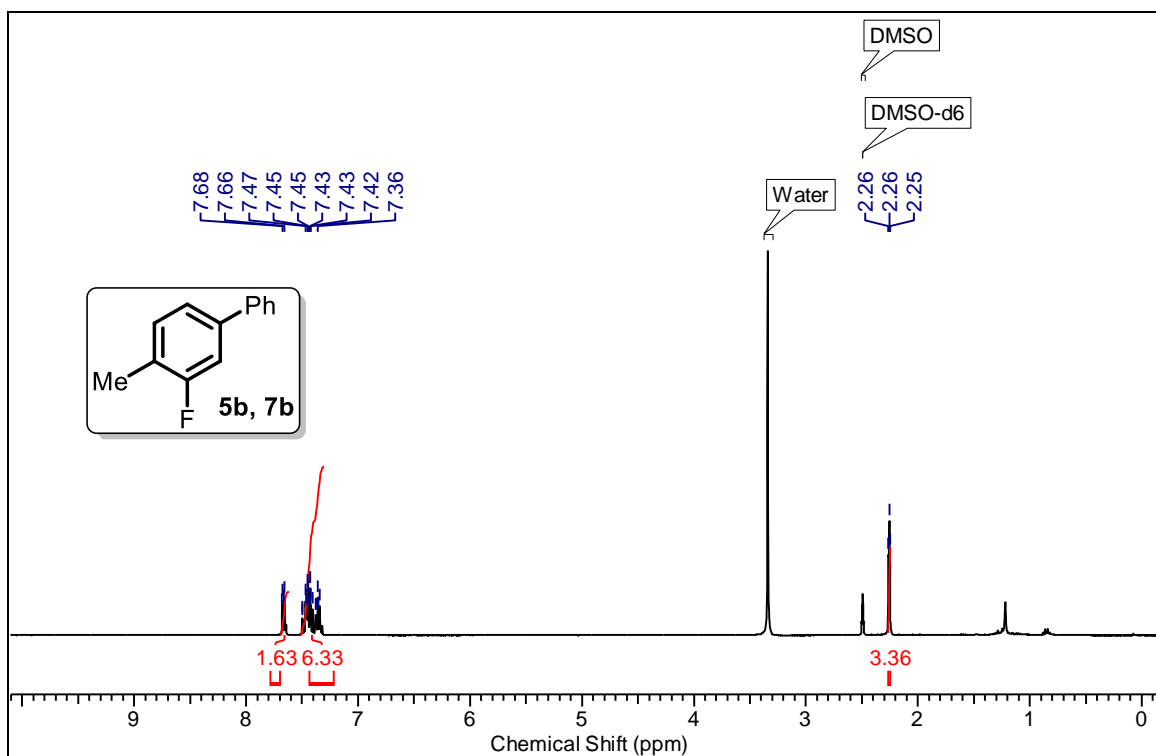 DMSO
DMSO-d6
Water
7.68 7.66 7.47 7.45 7.45 7.43 7.43 7.42 7.36
2.26 2.26 2.25
Ph
Me
F
5b, 7b
1.63 6.33 3.36
9 8 7 6 5 4 3 2 1 0
Chemical Shift (ppm)